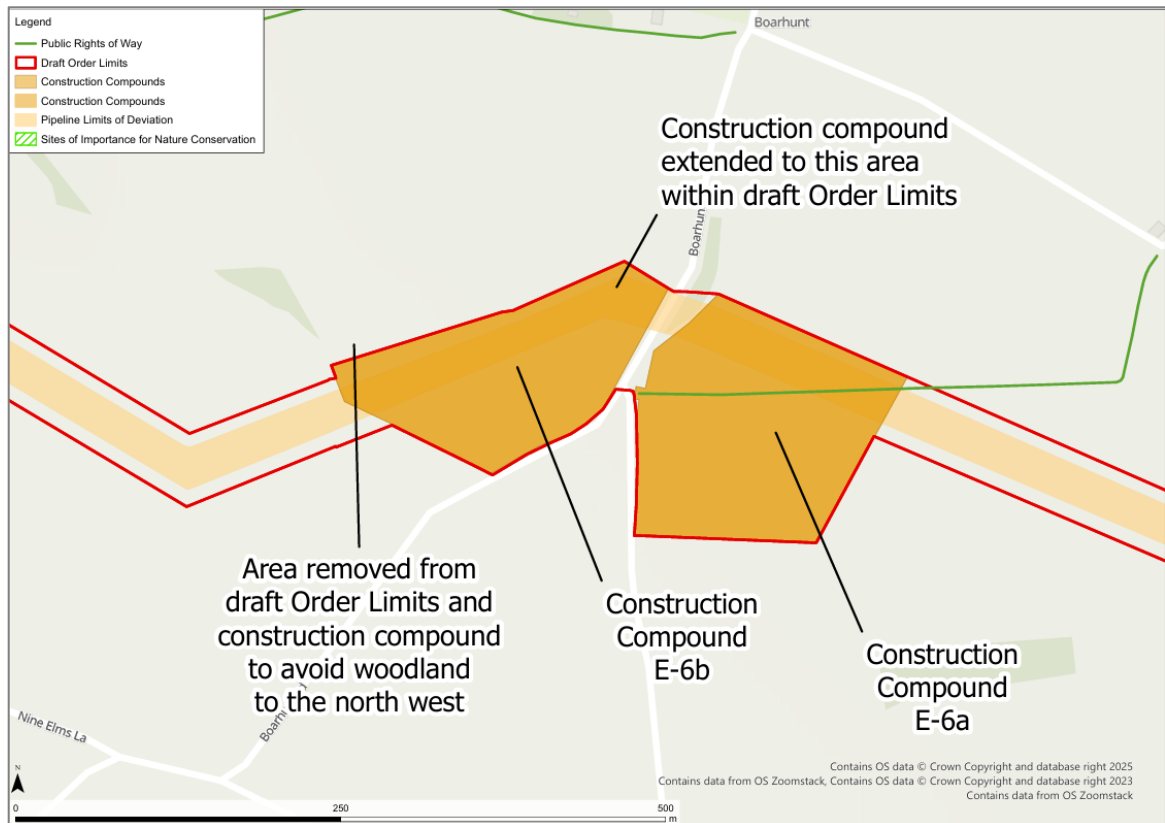 Legend
Public Rights of Way
Draft Order Limits
Construction Compounds
Construction Compounds
Pipeline Limits of Deviation
Sites of Importance for Nature Conservation
Boarhunt
Construction compound
extended to this area
within draft Order Limits
Area removed from
draft Order Limits and
construction compound
to avoid woodland
to the north west
Construction
Compound
E-6b
Construction
Compound
E-6a
Nine Elms La
N
0
250
500
m
Contains OS data © Crown Copyright and database right 2025
Contains data from OS Zoomstack, Contains OS data © Crown Copyright and database right 2023
Contains data from OS Zoomstack